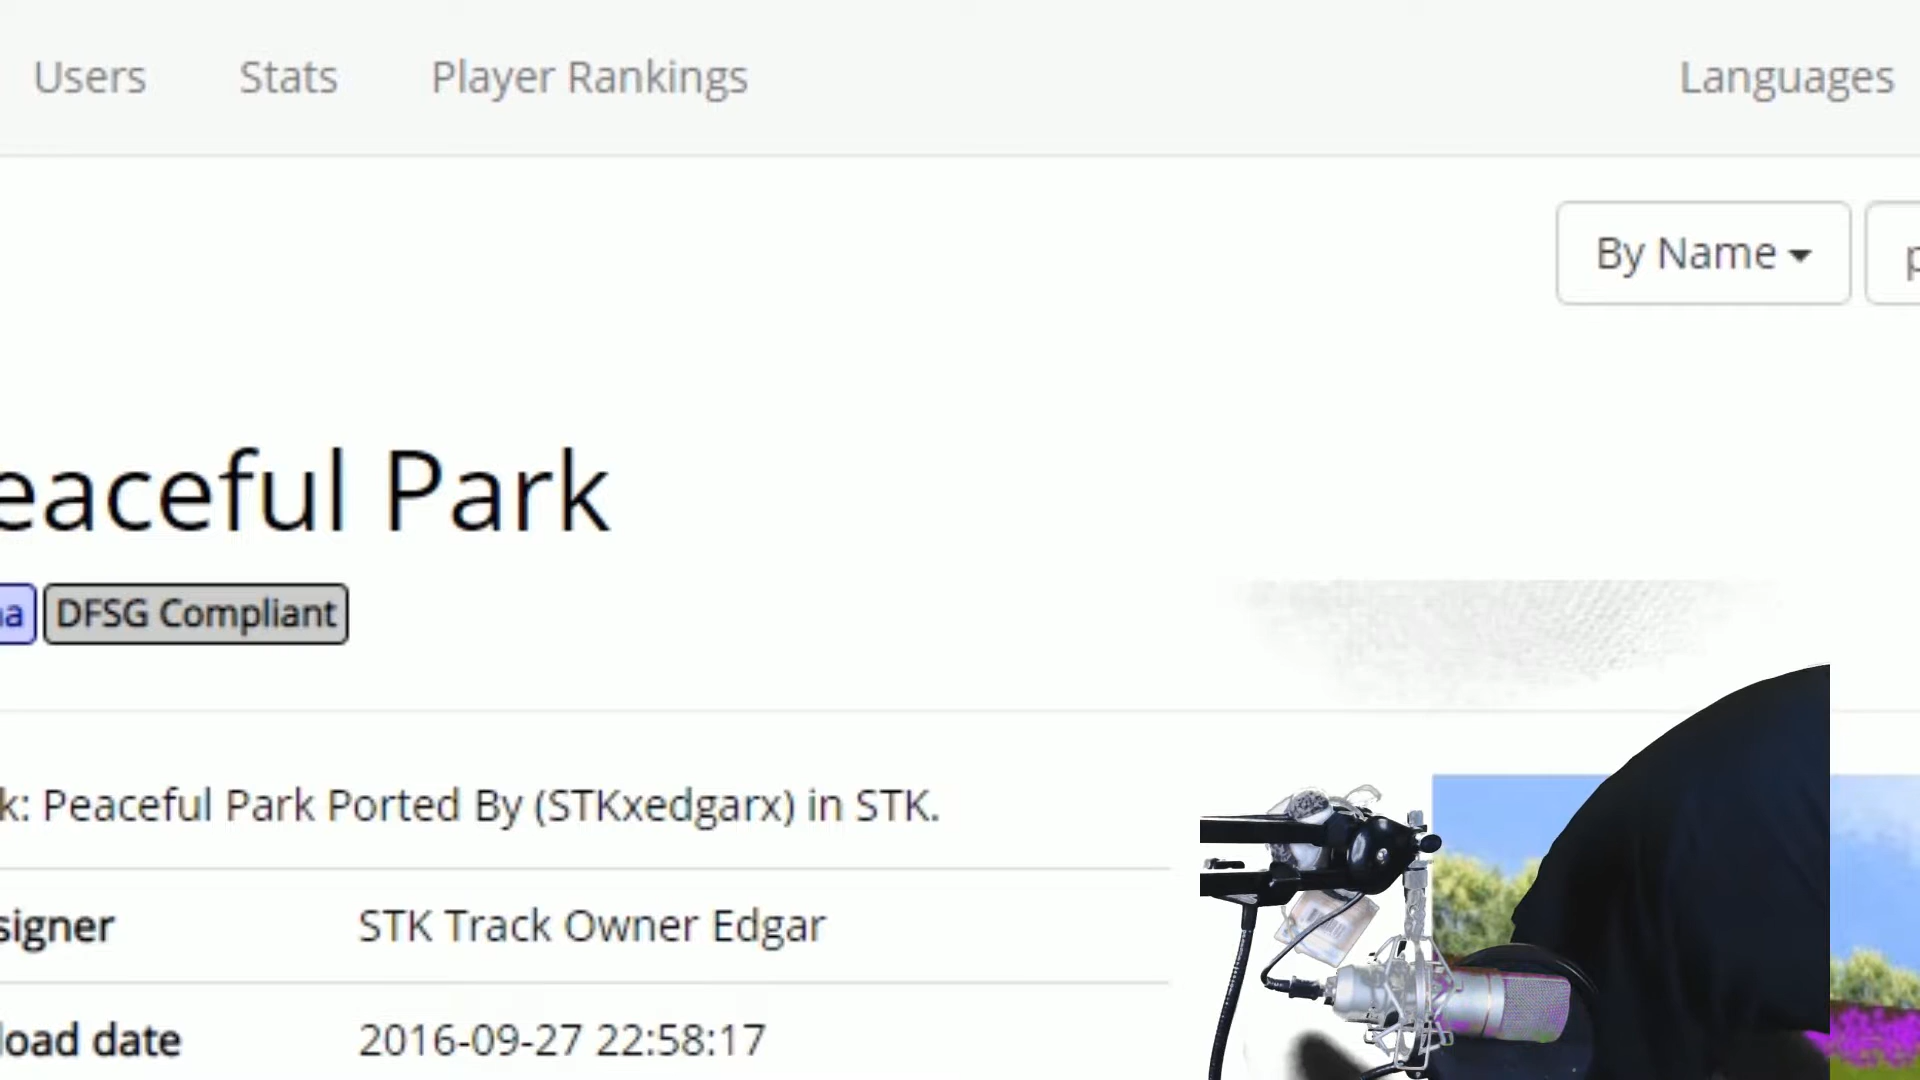 Users Stats Player Rankings Languages
By Name
eaceful Park
DFSG Compliant
k: Peaceful Park Ported By (STKxedgarx) in STK.
signer STK Track Owner Edgar
load date 2016-09-27 22:58:17